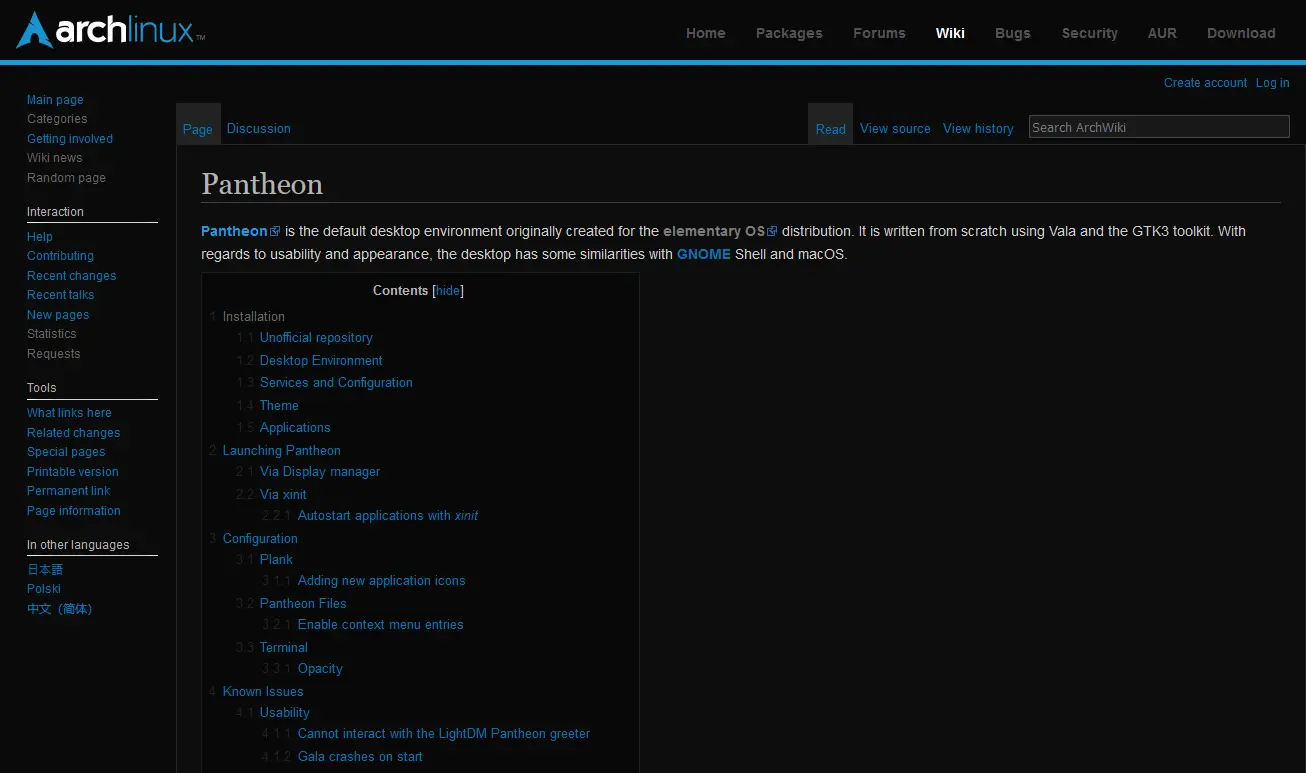 archlinux™
Home Packages Forums Wiki Bugs Security AUR Download
Create account Log in
Main page
Categories
Getting involved
Wiki news
Random page
Interaction
Help
Contributing
Recent changes
Recent talks
New pages
Statistics
Requests
Tools
What links here
Related changes
Special pages
Printable version
Permanent link
Page information
In other languages
日本語
Polski
中文（简体）
Page Discussion Read View source View history Search ArchWiki
Pantheon
Pantheon is the default desktop environment originally created for the elementary OS distribution. It is written from scratch using Vala and the GTK3 toolkit. With
regards to usability and appearance, the desktop has some similarities with GNOME Shell and macOS.
Contents [hide]
1 Installation
1.1 Unofficial repository
1.2 Desktop Environment
1.3 Services and Configuration
1.4 Theme
1.5 Applications
2 Launching Pantheon
2.1 Via Display manager
2.2 Via xinit
2.2.1 Autostart applications with xinit
3 Configuration
3.1 Plank
3.1.1 Adding new application icons
3.2 Pantheon Files
3.2.1 Enable context menu entries
3.3 Terminal
3.3.1 Opacity
4 Known Issues
4.1 Usability
4.1.1 Cannot interact with the LightDM Pantheon greeter
4.1.2 Gala crashes on start